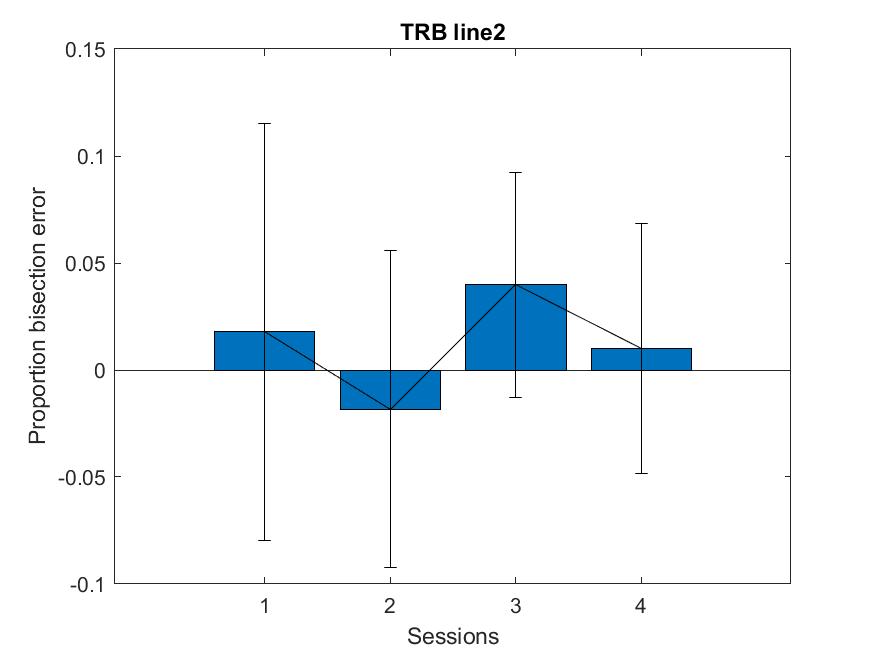 TRB line2
Proportion bisection error
0.15
0.1
0.05
0
-0.05
-0.1
1 2 3 4
Sessions